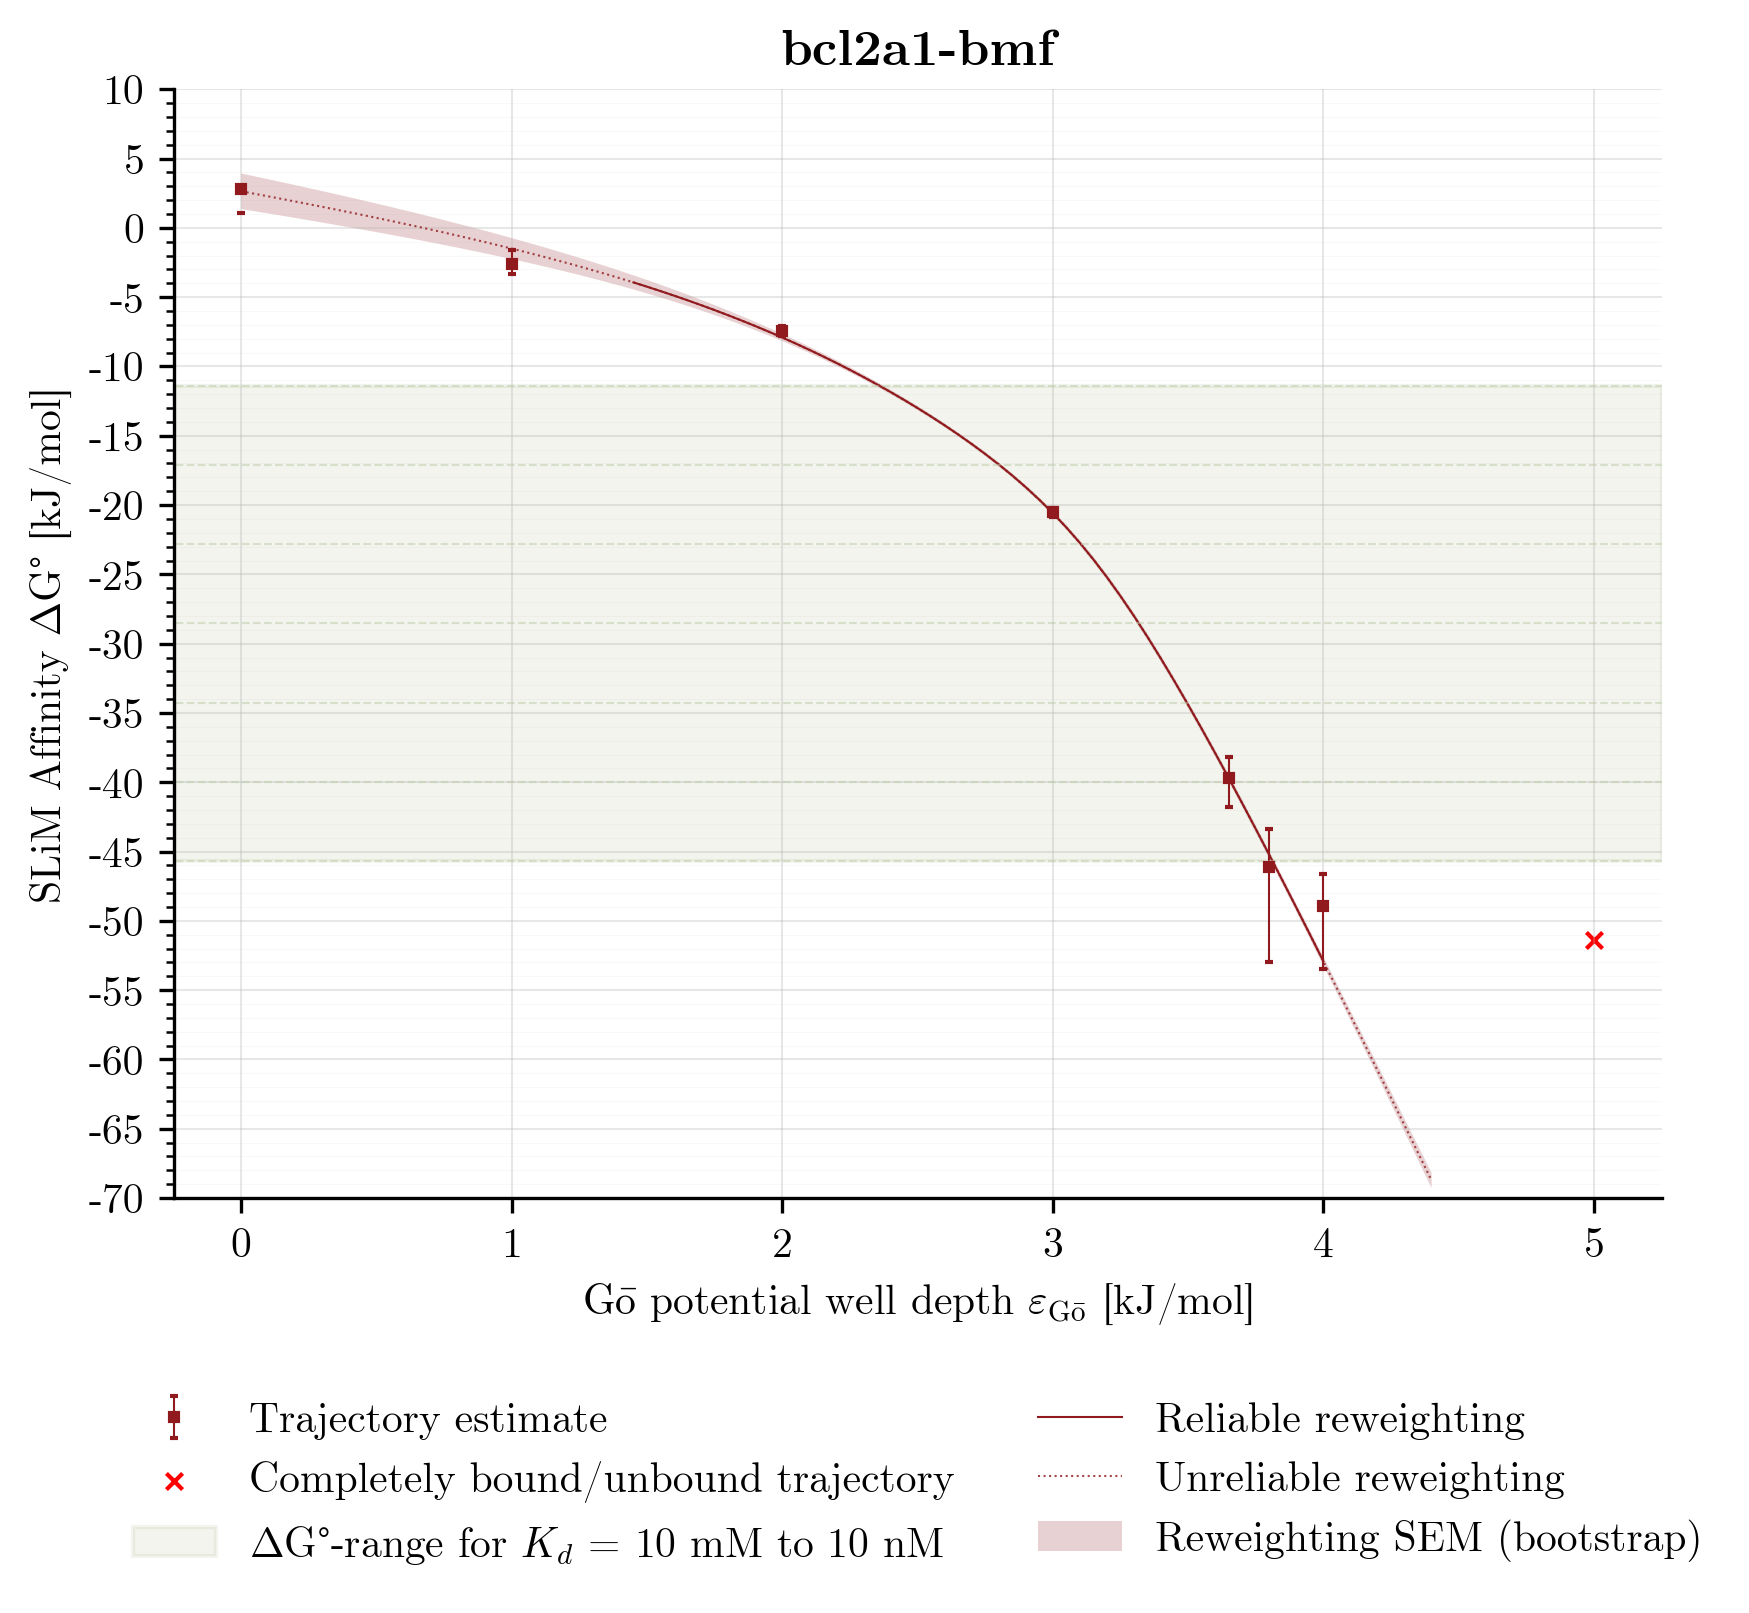 bcl2a1-bmf
10
5
0
-5
-10
-15
-20
-25
-30
-35
-40
-45
-50
-55
-60
-65
-70
SLiM Affinity ΔG° [kJ/mol]
0 1 2 3 4 5
Gō potential well depth ε_Gō [kJ/mol]
Trajectory estimate
Completely bound/unbound trajectory
ΔG°-range for K_d = 10 mM to 10 nM
Reliable reweighting
Unreliable reweighting
Reweighting SEM (bootstrap)